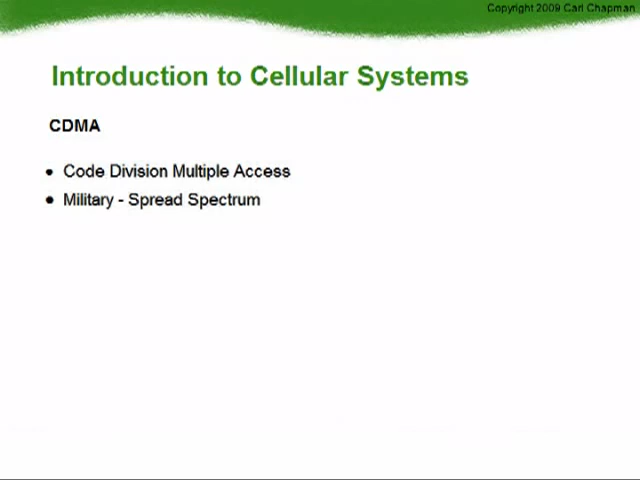 Copyright 2009 Carl Chapman
Introduction to Cellular Systems
CDMA
• Code Division Multiple Access
• Military - Spread Spectrum